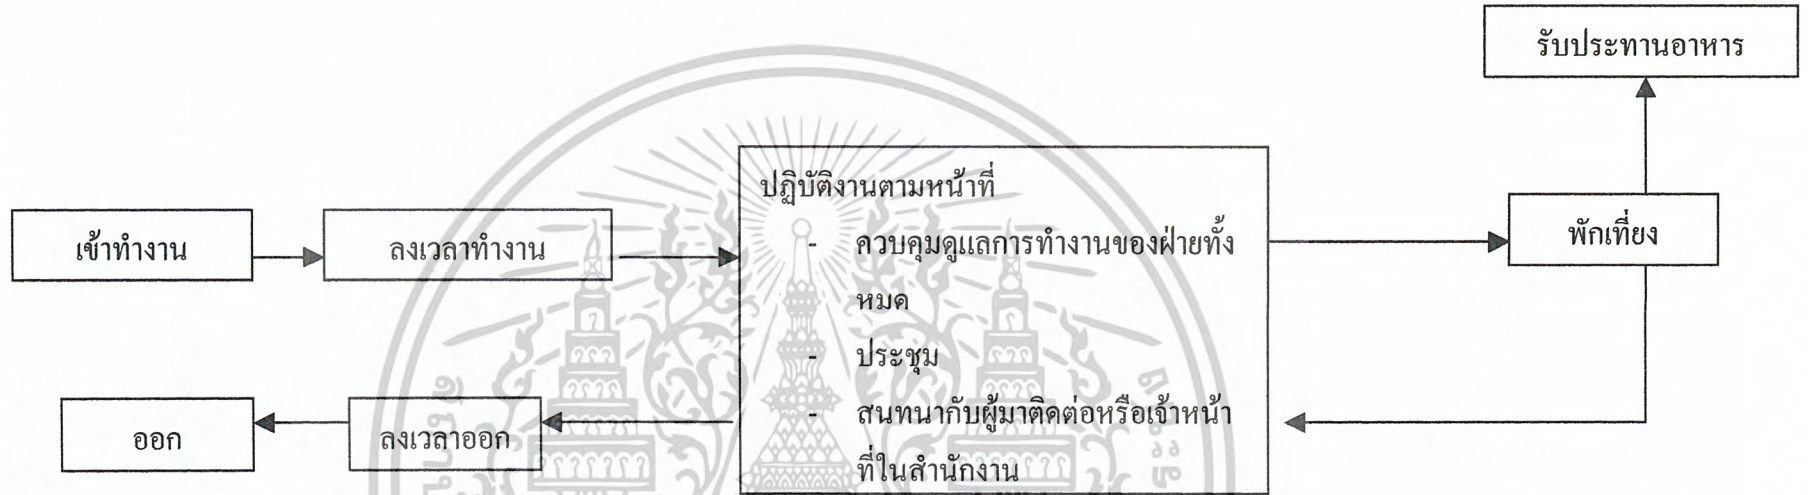 รับประทานอาหาร
เข้าทำงาน
ลงเวลาทำงาน
ปฏิบัติงานตามหน้าที่
- ควบคุมดูแลการทำงานของฝ่ายทั้ง
หมด
- ประชุม
- สนทนากับผู้มาติดต่อหรือเจ้าหน้า
ที่ในสำนักงาน
พักเที่ยง
ออก
ลงเวลาออก